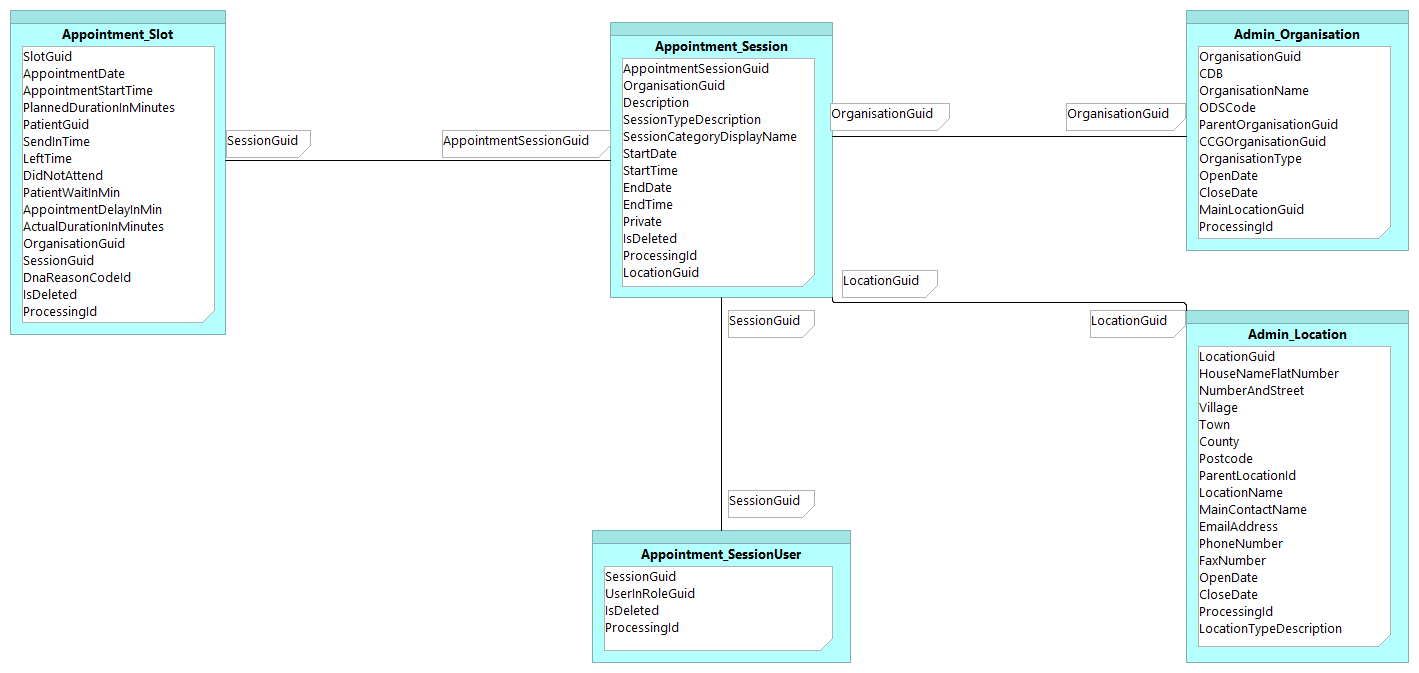 Appointment_Slot
SlotGuid
AppointmentDate
AppointmentStartTime
PlannedDurationInMinutes
PatientGuid
SendInTime
LeftTime
DidNotAttend
PatientWaitInMin
AppointmentDelayInMin
ActualDurationInMinutes
OrganisationGuid
SessionGuid
DnaReasonCodeId
IsDeleted
ProcessingId
SessionGuid
AppointmentSessionGuid
Appointment_Session
AppointmentSessionGuid
OrganisationGuid
Description
SessionTypeDescription
SessionCategoryDisplayName
StartDate
StartTime
EndDate
EndTime
Private
IsDeleted
ProcessingId
LocationGuid
OrganisationGuid
OrganisationGuid
Admin_Organisation
OrganisationGuid
CDB
OrganisationName
ODSCode
ParentOrganisationGuid
CCGOrganisationGuid
OrganisationType
OpenDate
CloseDate
MainLocationGuid
ProcessingId
LocationGuid
LocationGuid
Admin_Location
LocationGuid
HouseNameFlatNumber
NumberAndStreet
Village
Town
County
Postcode
ParentLocationId
LocationName
MainContactName
EmailAddress
PhoneNumber
FaxNumber
OpenDate
CloseDate
ProcessingId
LocationTypeDescription
SessionGuid
SessionGuid
Appointment_SessionUser
SessionGuid
UserInRoleGuid
IsDeleted
ProcessingId